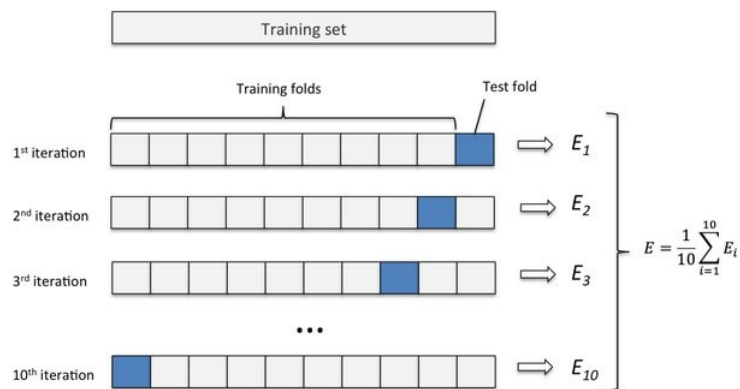 Training set
Training folds
Test fold
1st iteration
E1
2nd iteration
E2
3rd iteration
E3
...
10th iteration
E10
E = 1/10 ∑ i=1 10 Ei